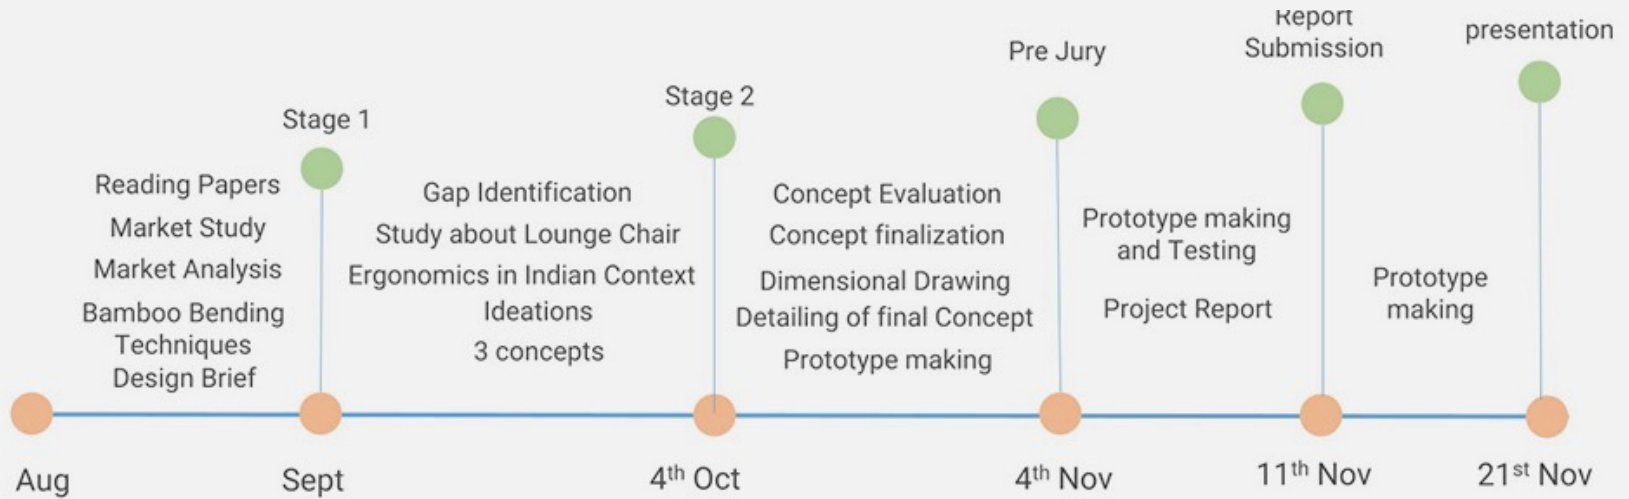 Report
Submission
presentation
Pre Jury
Stage 2
Stage 1
Reading Papers
Market Study
Market Analysis
Bamboo Bending
Techniques
Design Brief
Gap Identification
Study about Lounge Chair
Ergonomics in Indian Context
Ideations
3 concepts
Concept Evaluation
Concept finalization
Dimensional Drawing
Detailing of final Concept
Prototype making
Prototype making
and Testing
Project Report
Prototype
making
Aug
Sept
4th Oct
4th Nov
11th Nov
21st Nov